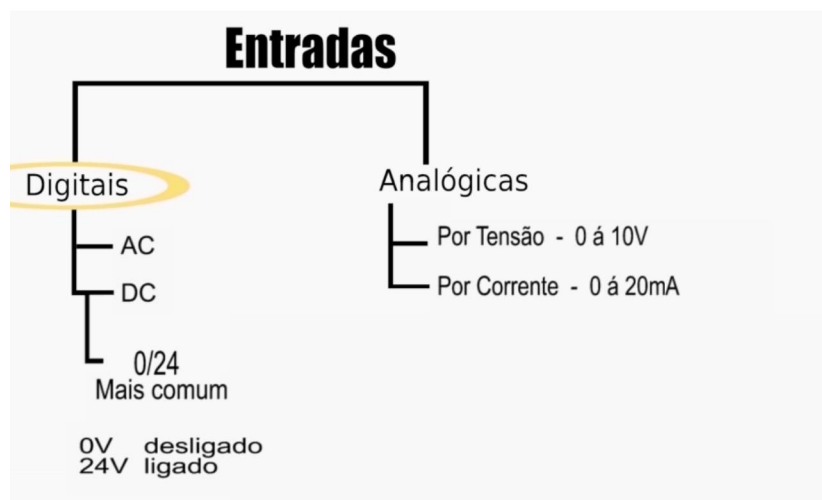 Entradas
Digitais
AC
DC
0/24
Mais comum
0V desligado
24V ligado
Analógicas
Por Tensão - 0 á 10V
Por Corrente - 0 á 20mA